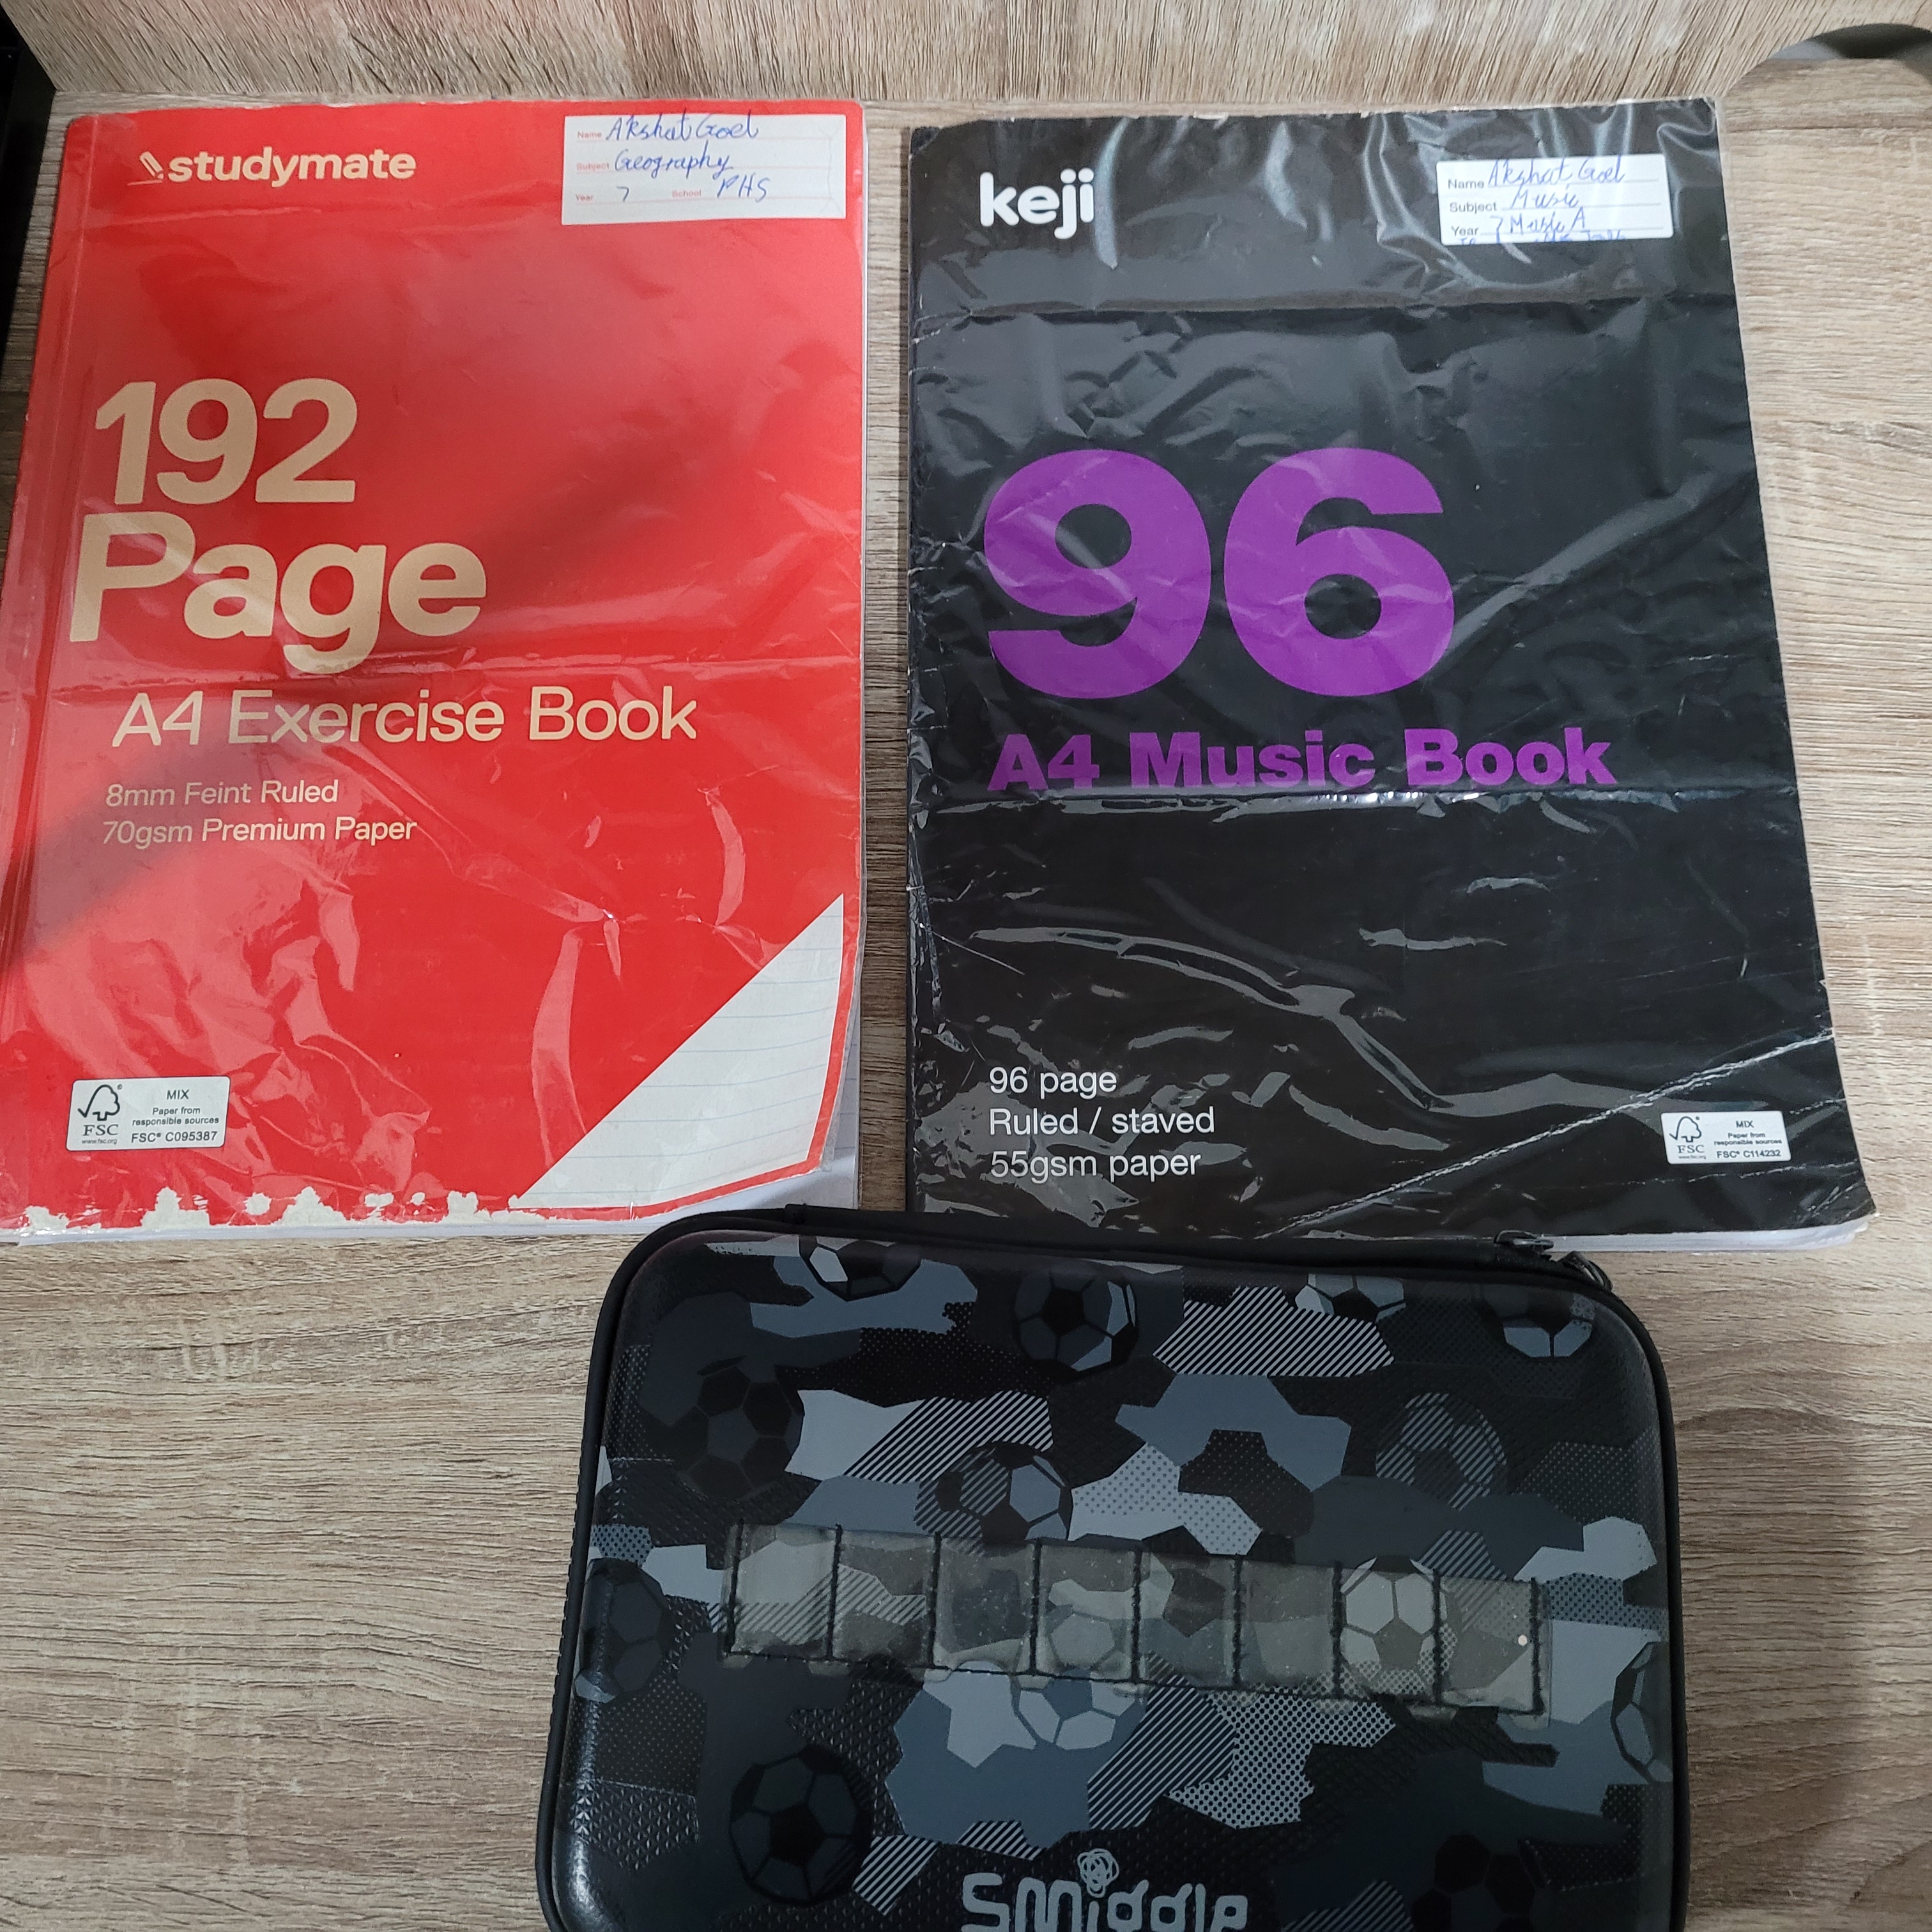 studymate
Name Akshat Goel
Subject Geography
Year 7 School PHS
192
Page
A4 Exercise Book
8mm Feint Ruled
70gsm Premium Paper
FSC
www.fsc.org
MIX
Paper from
responsible sources
FSC® C095387
keji
Name Akshat Goel
Subject Music
Year 7 Music A
96
A4 Music Book
96 page
Ruled / staved
55gsm paper
FSC
www.fsc.org
MIX
Paper from
responsible sources
FSC® C114232
Smiggle